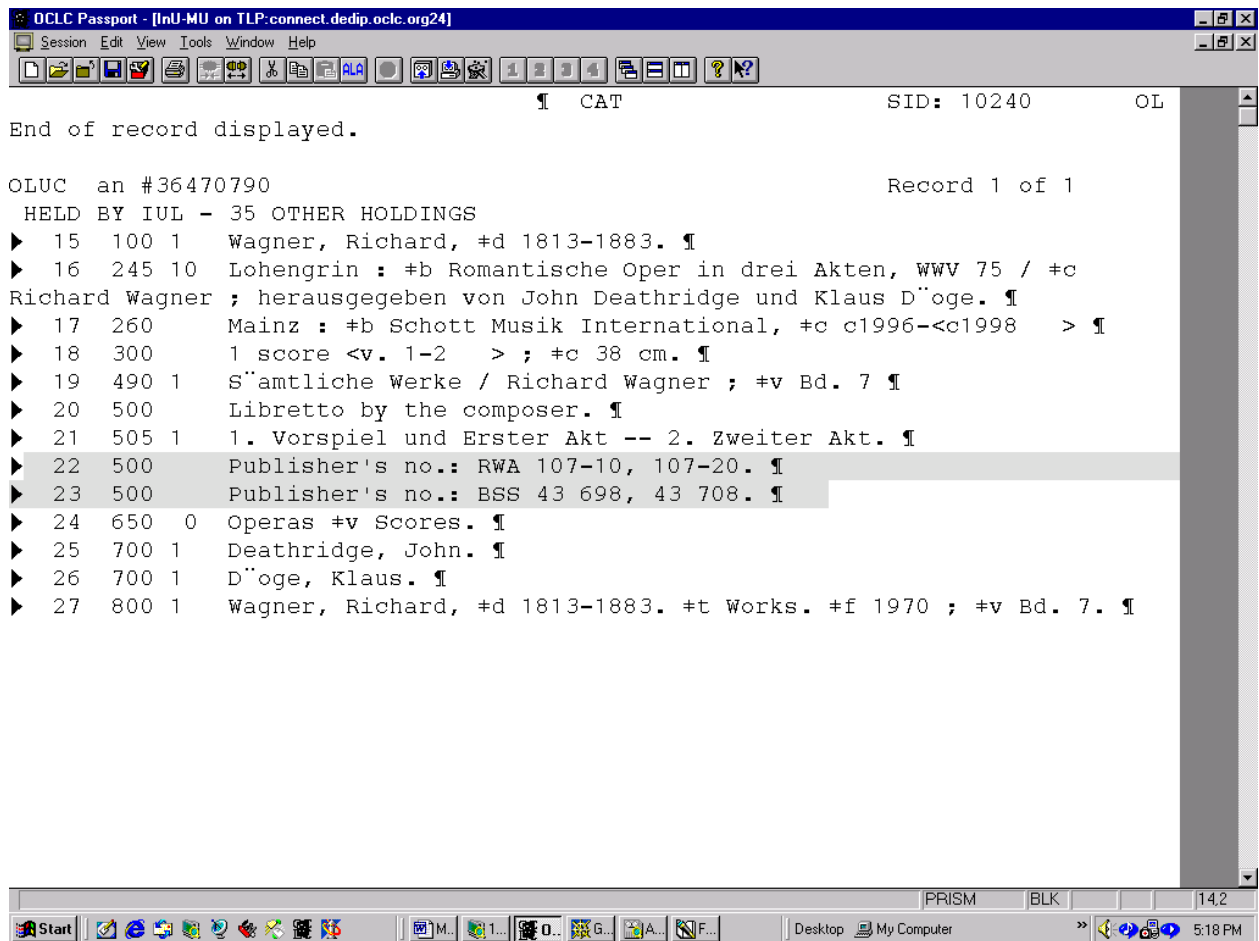 OCLC Passport - [InU-MU on TLP:connect.dedip.oclc.org24]
Session Edit View Tools Window Help
ALA 1 2 3 4
¶ CAT SID: 10240 OL
End of record displayed.
OLUC an #36470790 Record 1 of 1
HELD BY IUL - 35 OTHER HOLDINGS
▶ 15 100 1 Wagner, Richard, ǂd 1813-1883. ¶
▶ 16 245 10 Lohengrin : ǂb Romantische Oper in drei Akten, WWV 75 / ǂc
Richard Wagner ; herausgegeben von John Deathridge und Klaus D¨oge. ¶
▶ 17 260 Mainz : ǂb Schott Musik International, ǂc c1996-<c1998 > ¶
▶ 18 300 1 score <v. 1-2 > ; ǂc 38 cm. ¶
▶ 19 490 1 S¨amtliche Werke / Richard Wagner ; ǂv Bd. 7 ¶
▶ 20 500 Libretto by the composer. ¶
▶ 21 505 1 1. Vorspiel und Erster Akt -- 2. Zweiter Akt. ¶
▶ 22 500 Publisher's no.: RWA 107-10, 107-20. ¶
▶ 23 500 Publisher's no.: BSS 43 698, 43 708. ¶
▶ 24 650 0 Operas ǂv Scores. ¶
▶ 25 700 1 Deathridge, John. ¶
▶ 26 700 1 D¨oge, Klaus. ¶
▶ 27 800 1 Wagner, Richard, ǂd 1813-1883. ǂt Works. ǂf 1970 ; ǂv Bd. 7. ¶
PRISM BLK 14,2
Start M... 1... O... G... A... F... Desktop My Computer » 5:18 PM